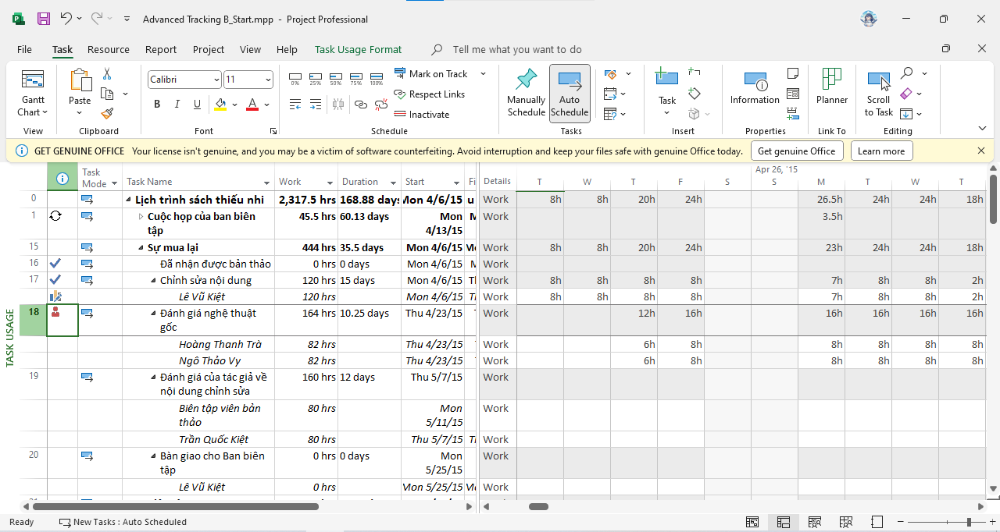 Advanced Tracking B_Start.mpp - Project Professional
File Task Resource Report Project View Help Task Usage Format Tell me what you want to do
Gantt Chart
View
Paste
Clipboard
Calibri 11
B I U A
Font
0% 25% 50% 75% 100%
Mark on Track
Respect Links
Inactivate
Schedule
Manually Schedule
Auto Schedule
Tasks
Task
Insert
Information
Properties
Planner
Link To
Scroll to Task
Editing
GET GENUINE OFFICE Your license isn't genuine, and you may be a victim of software counterfeiting. Avoid interruption and keep your files safe with genuine Office today. Get genuine Office Learn more
Apr 26, '15
Task Mode Task Name Work Duration Start Fi Details T W T F S S M T W T
0 Lịch trình sách thiếu nhi 2,317.5 hrs 168.88 days Mon 4/6/15 Work 8h 8h 20h 24h 26.5h 24h 24h 18h
1 Cuộc họp của ban biên tập 45.5 hrs 60.13 days Mon 4/13/15 Work 3.5h
15 Sự mua lại 444 hrs 35.5 days Mon 4/6/15 Work 8h 8h 20h 24h 23h 24h 24h 18h
16 Đã nhận được bản thảo 0 hrs 0 days Mon 4/6/15 Work
17 Chỉnh sửa nội dung 120 hrs 15 days Mon 4/6/15 Work 8h 8h 8h 8h 7h 8h 8h 2h
Lê Vũ Kiệt 120 hrs Mon 4/6/15 Work 8h 8h 8h 8h 7h 8h 8h 2h
18 Đánh giá nghệ thuật gốc 164 hrs 10.25 days Thu 4/23/15 Work 12h 16h 16h 16h 16h 16h
Hoàng Thanh Trà 82 hrs Thu 4/23/15 Work 6h 8h 8h 8h 8h 8h
Ngô Thảo Vy 82 hrs Thu 4/23/15 Work 6h 8h 8h 8h 8h 8h
19 Đánh giá của tác giả về nội dung chỉnh sửa 160 hrs 12 days Thu 5/7/15 Work
Biên tập viên bản thảo 80 hrs Mon 5/11/15 Work
Trần Quốc Kiệt 80 hrs Thu 5/7/15 Work
20 Bàn giao cho Ban biên tập 0 hrs 0 days Mon 5/25/15 Work
Lê Vũ Kiệt 0 hrs Mon 5/25/15 Work
TASK USAGE
Ready New Tasks : Auto Scheduled